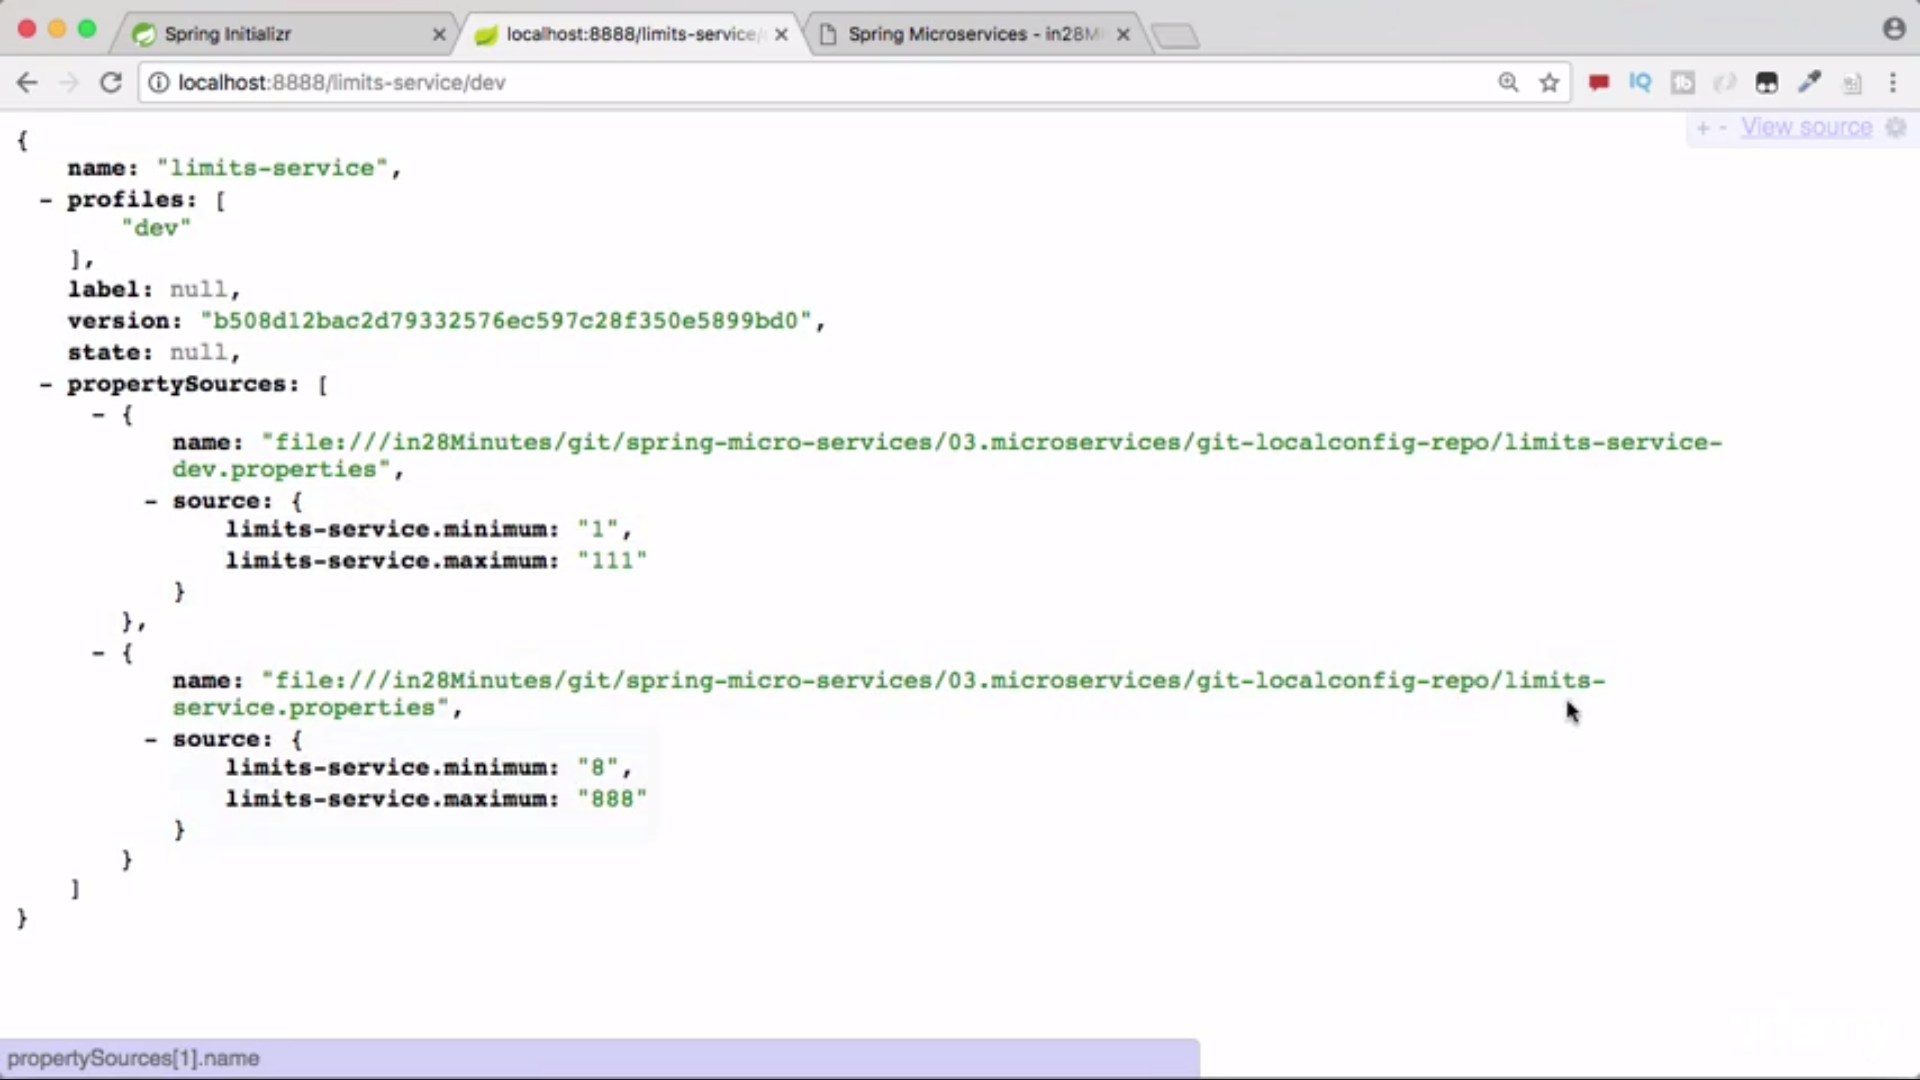 Spring Initializr
localhost:8888/limits-service/
Spring Microservices - in28M
localhost:8888/limits-service/dev
+ - View source
{
name: "limits-service",
- profiles: [
"dev"
],
label: null,
version: "b508d12bac2d79332576ec597c28f350e5899bd0",
state: null,
- propertySources: [
- {
name: "file:///in28Minutes/git/spring-micro-services/03.microservices/git-localconfig-repo/limits-service-
dev.properties",
- source: {
limits-service.minimum: "1",
limits-service.maximum: "111"
}
},
- {
name: "file:///in28Minutes/git/spring-micro-services/03.microservices/git-localconfig-repo/limits-
service.properties",
- source: {
limits-service.minimum: "8",
limits-service.maximum: "888"
}
}
]
}
propertySources[1].name